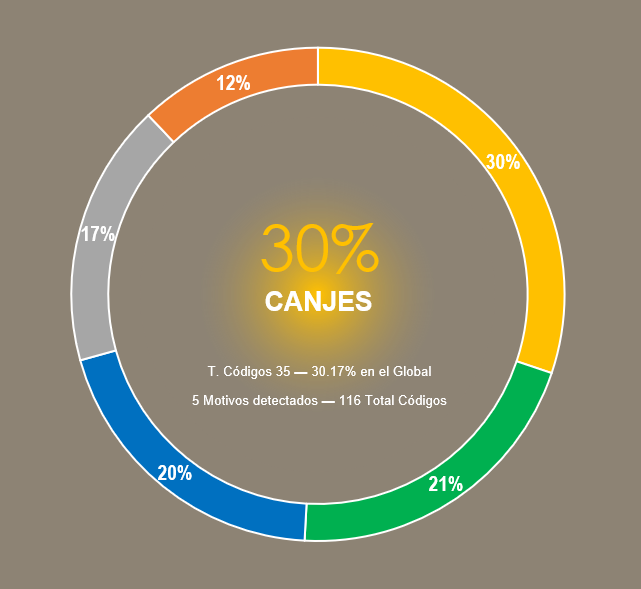 12%
30%
17%
30%
CANJES
T. Códigos 35 — 30.17% en el Global
5 Motivos detectados — 116 Total Códigos
20%
21%